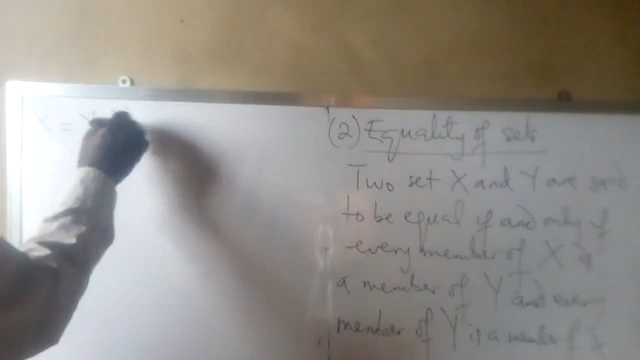 X = Y
(2) Equality of sets
Two set X and Y are said
to be equal if and only if
every member of X is
a member of Y and every
member of Y is a member of